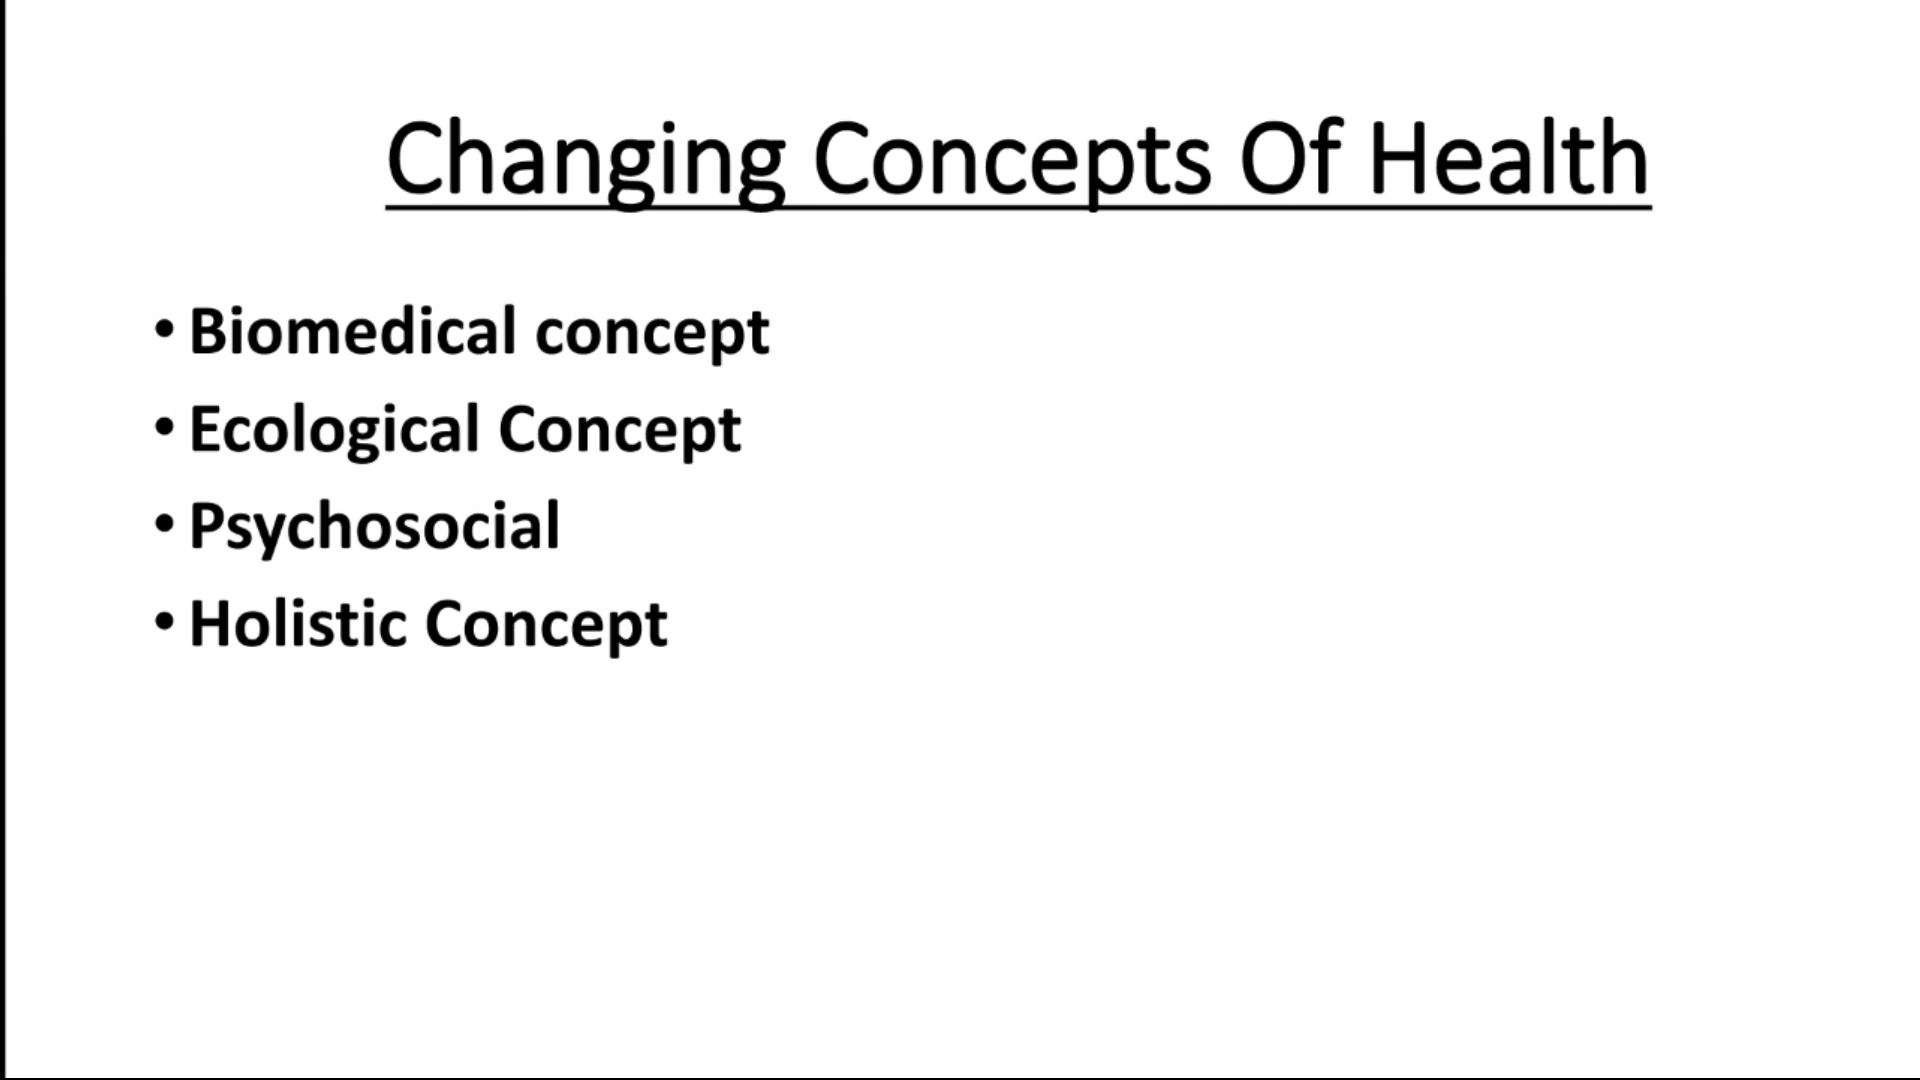 Changing Concepts Of Health
• Biomedical concept
• Ecological Concept
• Psychosocial
• Holistic Concept